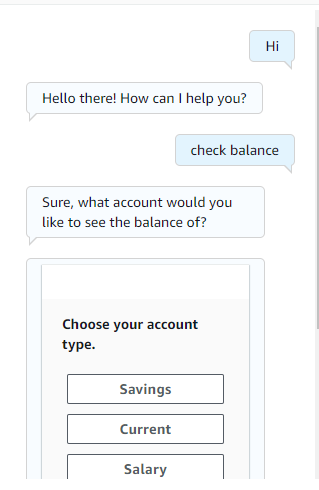 Hi
Hello there! How can I help you?
check balance
Sure, what account would you
like to see the balance of?
Choose your account
type.
Savings
Current
Salary